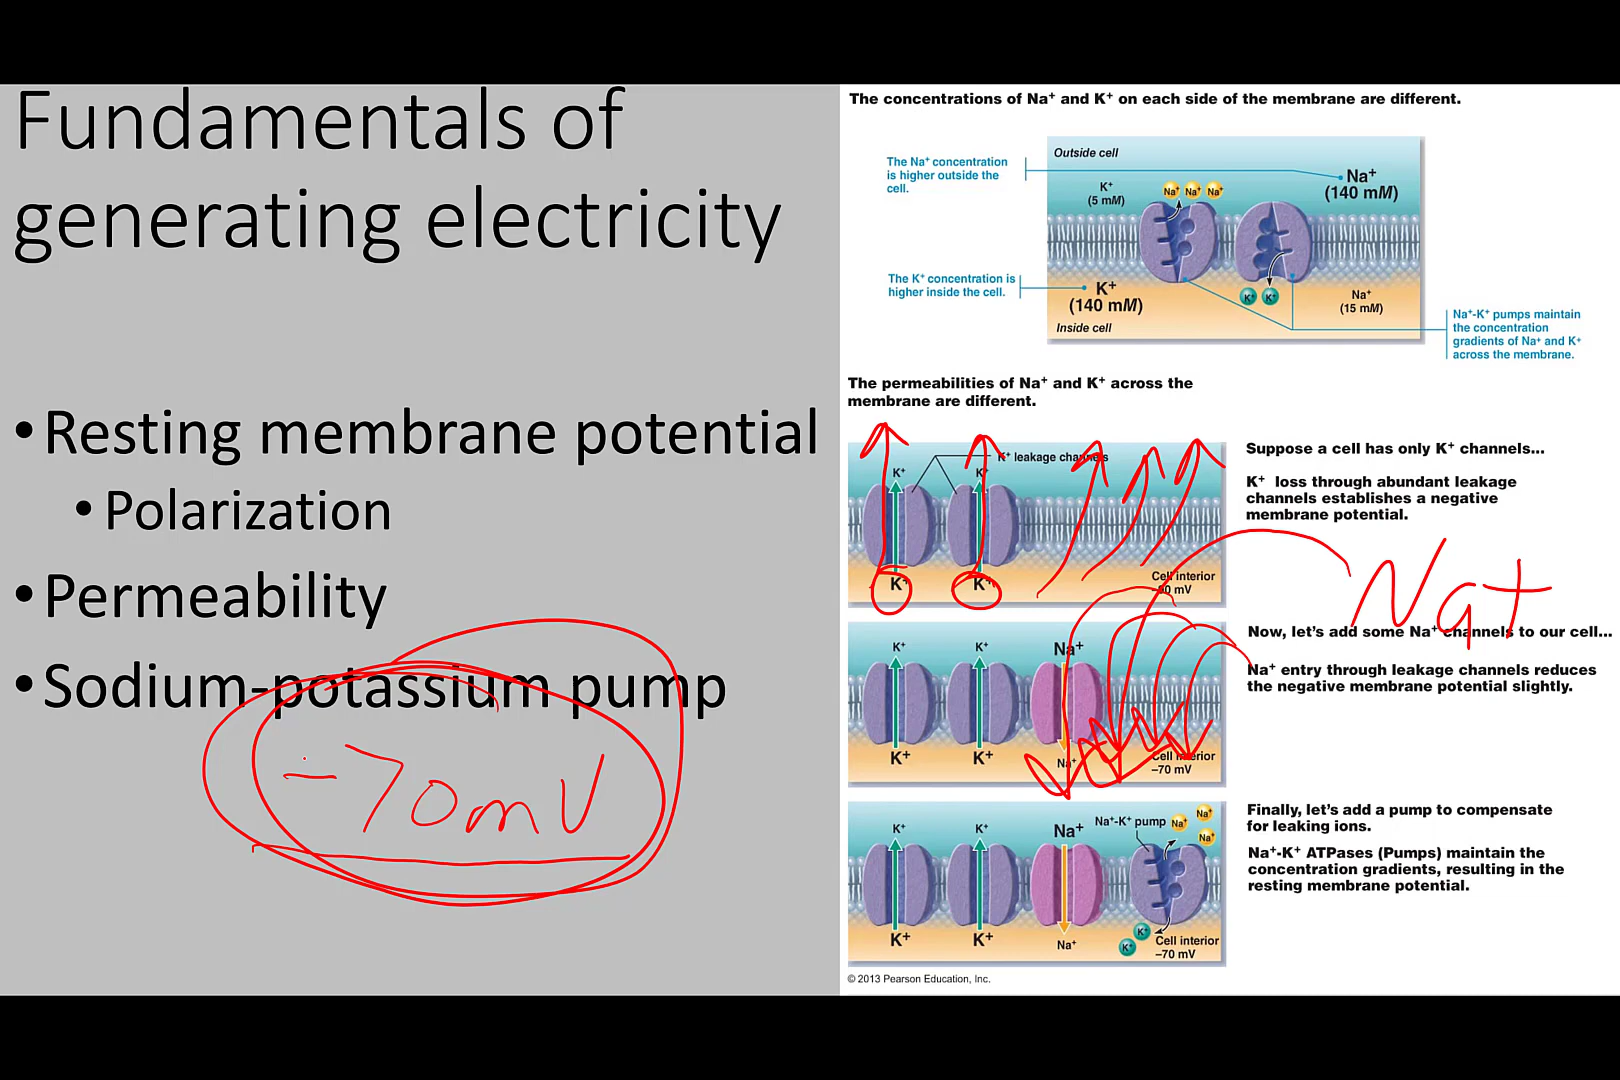 Fundamentals of
generating electricity
•Resting membrane potential
•Polarization
•Permeability
•Sodium-potassium pump
-70mV
The concentrations of Na⁺ and K⁺ on each side of the membrane are different.
Outside cell
The Na⁺ concentration
is higher outside the
cell.
K⁺
(5 mM)
Na⁺ Na⁺ Na⁺
Na⁺
(140 mM)
The K⁺ concentration is
higher inside the cell.
K⁺
(140 mM)
Inside cell
K⁺ K⁺
Na⁺
(15 mM)
Na⁺-K⁺ pumps maintain
the concentration
gradients of Na⁺ and K⁺
across the membrane.
The permeabilities of Na⁺ and K⁺ across the
membrane are different.
K⁺ leakage channels
K⁺ K⁺
K⁺ K⁺
Cell interior
mV
Suppose a cell has only K⁺ channels...
K⁺ loss through abundant leakage
channels establishes a negative
membrane potential.
Na+
K⁺ K⁺ Na⁺
K⁺ K⁺ Na⁺
Cell interior
–70 mV
Now, let's add some Na⁺ channels to our cell...
Na⁺ entry through leakage channels reduces
the negative membrane potential slightly.
K⁺ K⁺ Na⁺ Na⁺-K⁺ pump Na⁺ Na⁺ Na⁺
K⁺ K⁺ Na⁺ K⁺ K⁺
Cell interior
–70 mV
Finally, let's add a pump to compensate
for leaking ions.
Na⁺-K⁺ ATPases (Pumps) maintain the
concentration gradients, resulting in the
resting membrane potential.
© 2013 Pearson Education, Inc.